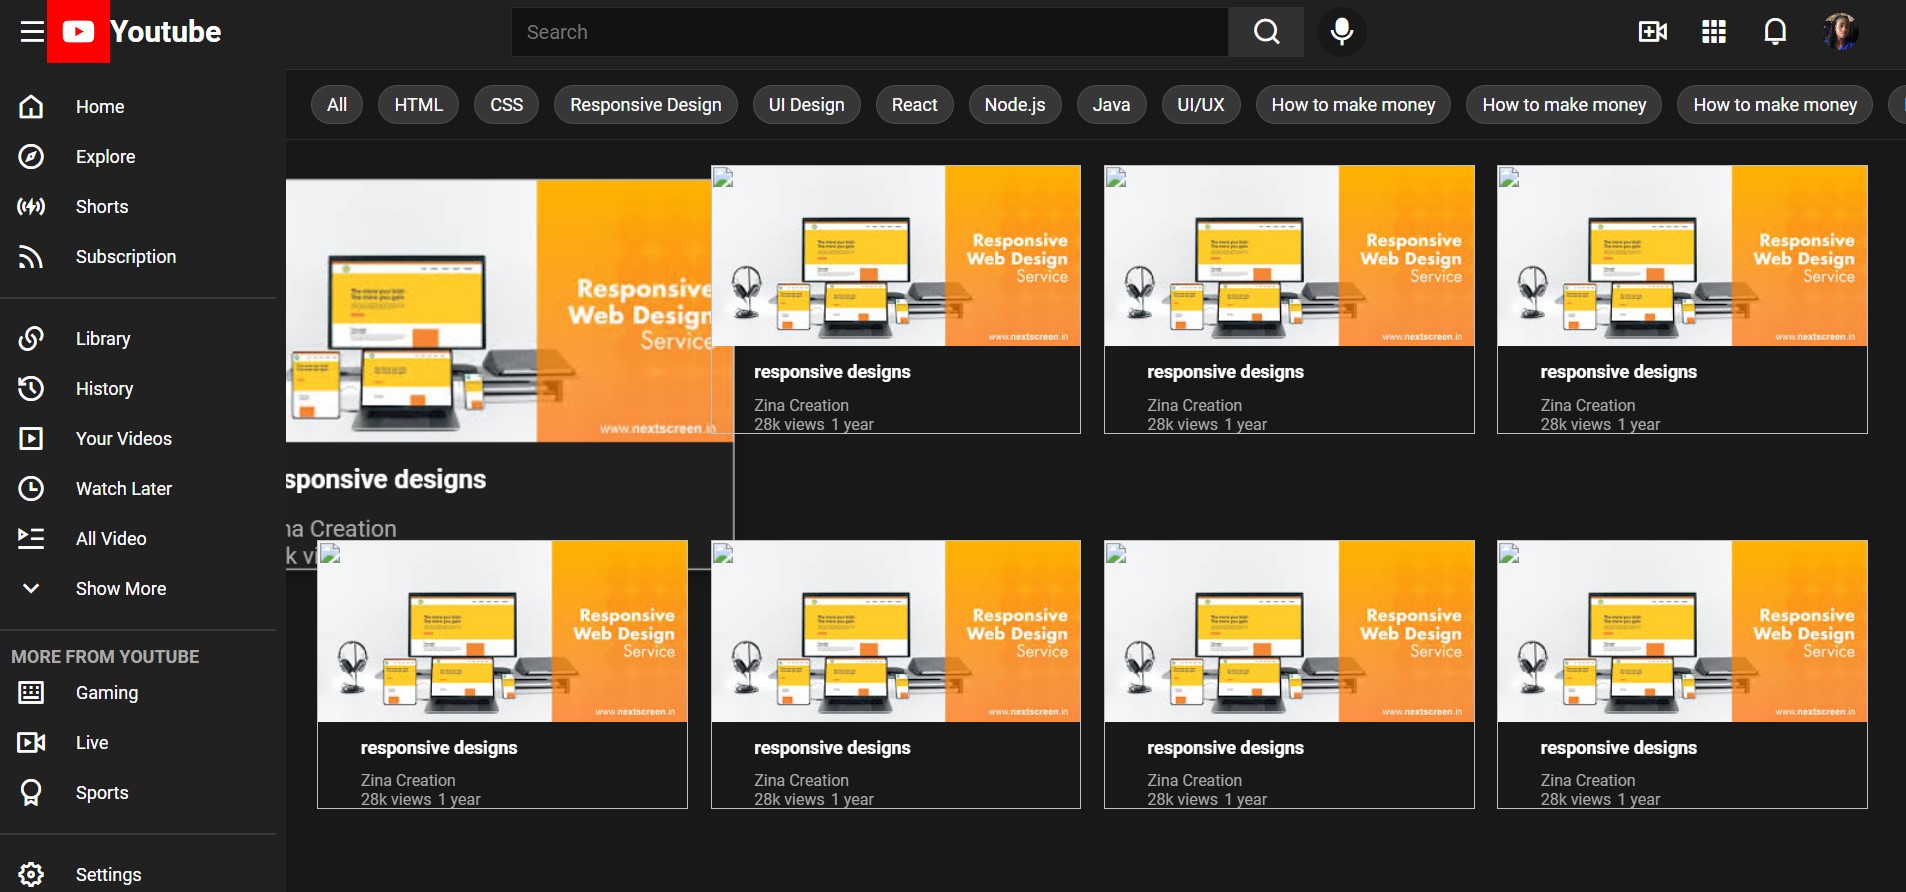 Youtube
Search
Home
Explore
Shorts
Subscription
Library
History
Your Videos
Watch Later
All Video
Show More
MORE FROM YOUTUBE
Gaming
Live
Sports
Settings
All HTML CSS Responsive Design UI Design React Node.js Java UI/UX How to make money How to make money How to make money
Responsive
Web Design
Service
www.nextscreen.in
sponsive designs
na Creation
k vi
Responsive
Web Design
Service
www.nextscreen.in
responsive designs
Zina Creation
28k views 1 year
Responsive
Web Design
Service
www.nextscreen.in
responsive designs
Zina Creation
28k views 1 year
Responsive
Web Design
Service
www.nextscreen.in
responsive designs
Zina Creation
28k views 1 year
Responsive
Web Design
Service
www.nextscreen.in
responsive designs
Zina Creation
28k views 1 year
Responsive
Web Design
Service
www.nextscreen.in
responsive designs
Zina Creation
28k views 1 year
Responsive
Web Design
Service
www.nextscreen.in
responsive designs
Zina Creation
28k views 1 year
Responsive
Web Design
Service
www.nextscreen.in
responsive designs
Zina Creation
28k views 1 year